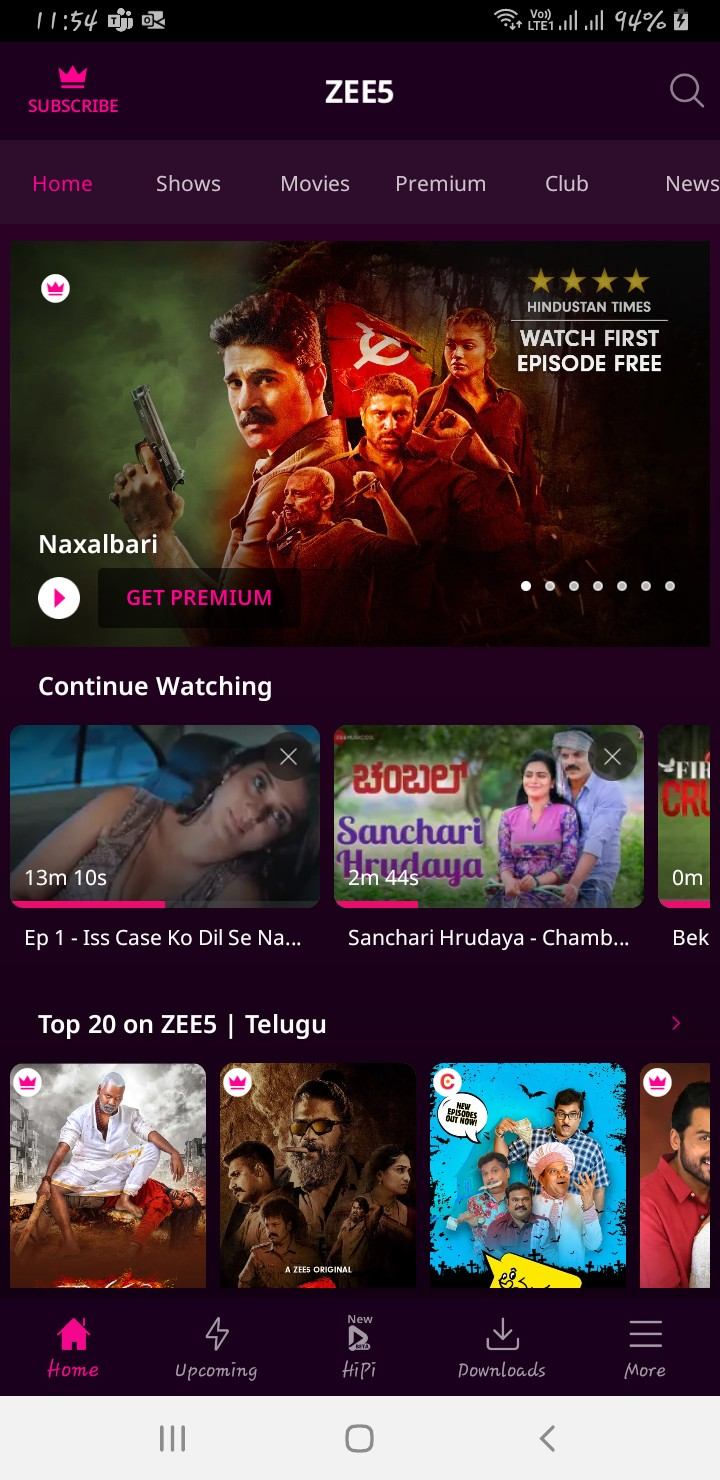 11:54
Vo))
LTE1
94%
SUBSCRIBE
ZEE5
Home
Shows
Movies
Premium
Club
News
HINDUSTAN TIMES
WATCH FIRST
EPISODE FREE
Naxalbari
GET PREMIUM
Continue Watching
ಚಂಬಲ್
Sanchari
Hrudaya
13m 10s
2m 44s
0m
Ep 1 - Iss Case Ko Dil Se Na...
Sanchari Hrudaya - Chamb...
Bek
Top 20 on ZEE5 | Telugu
NEW
EPISODES
OUT NOW!
A ZEE5 ORIGINAL
New
BETA
Home
Upcoming
HiPi
Downloads
More